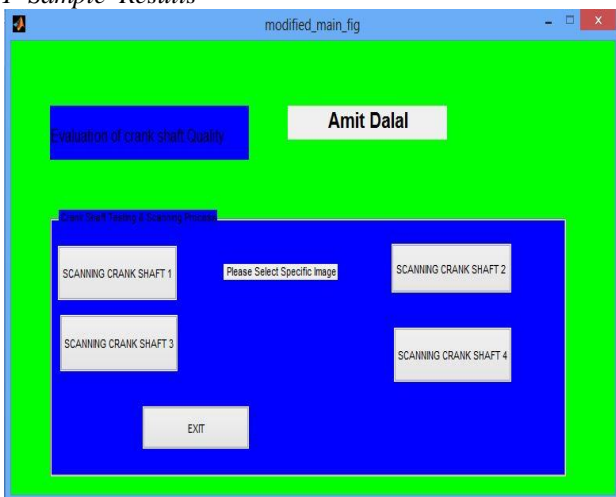 Sample Results
modified_main_fig
Evaluation of crank shaft Quality
Amit Dalal
Crank Shaft Testing & Scanning Process
SCANNING CRANK SHAFT 1
Please Select Specific Image
SCANNING CRANK SHAFT 2
SCANNING CRANK SHAFT 3
SCANNING CRANK SHAFT 4
EXIT